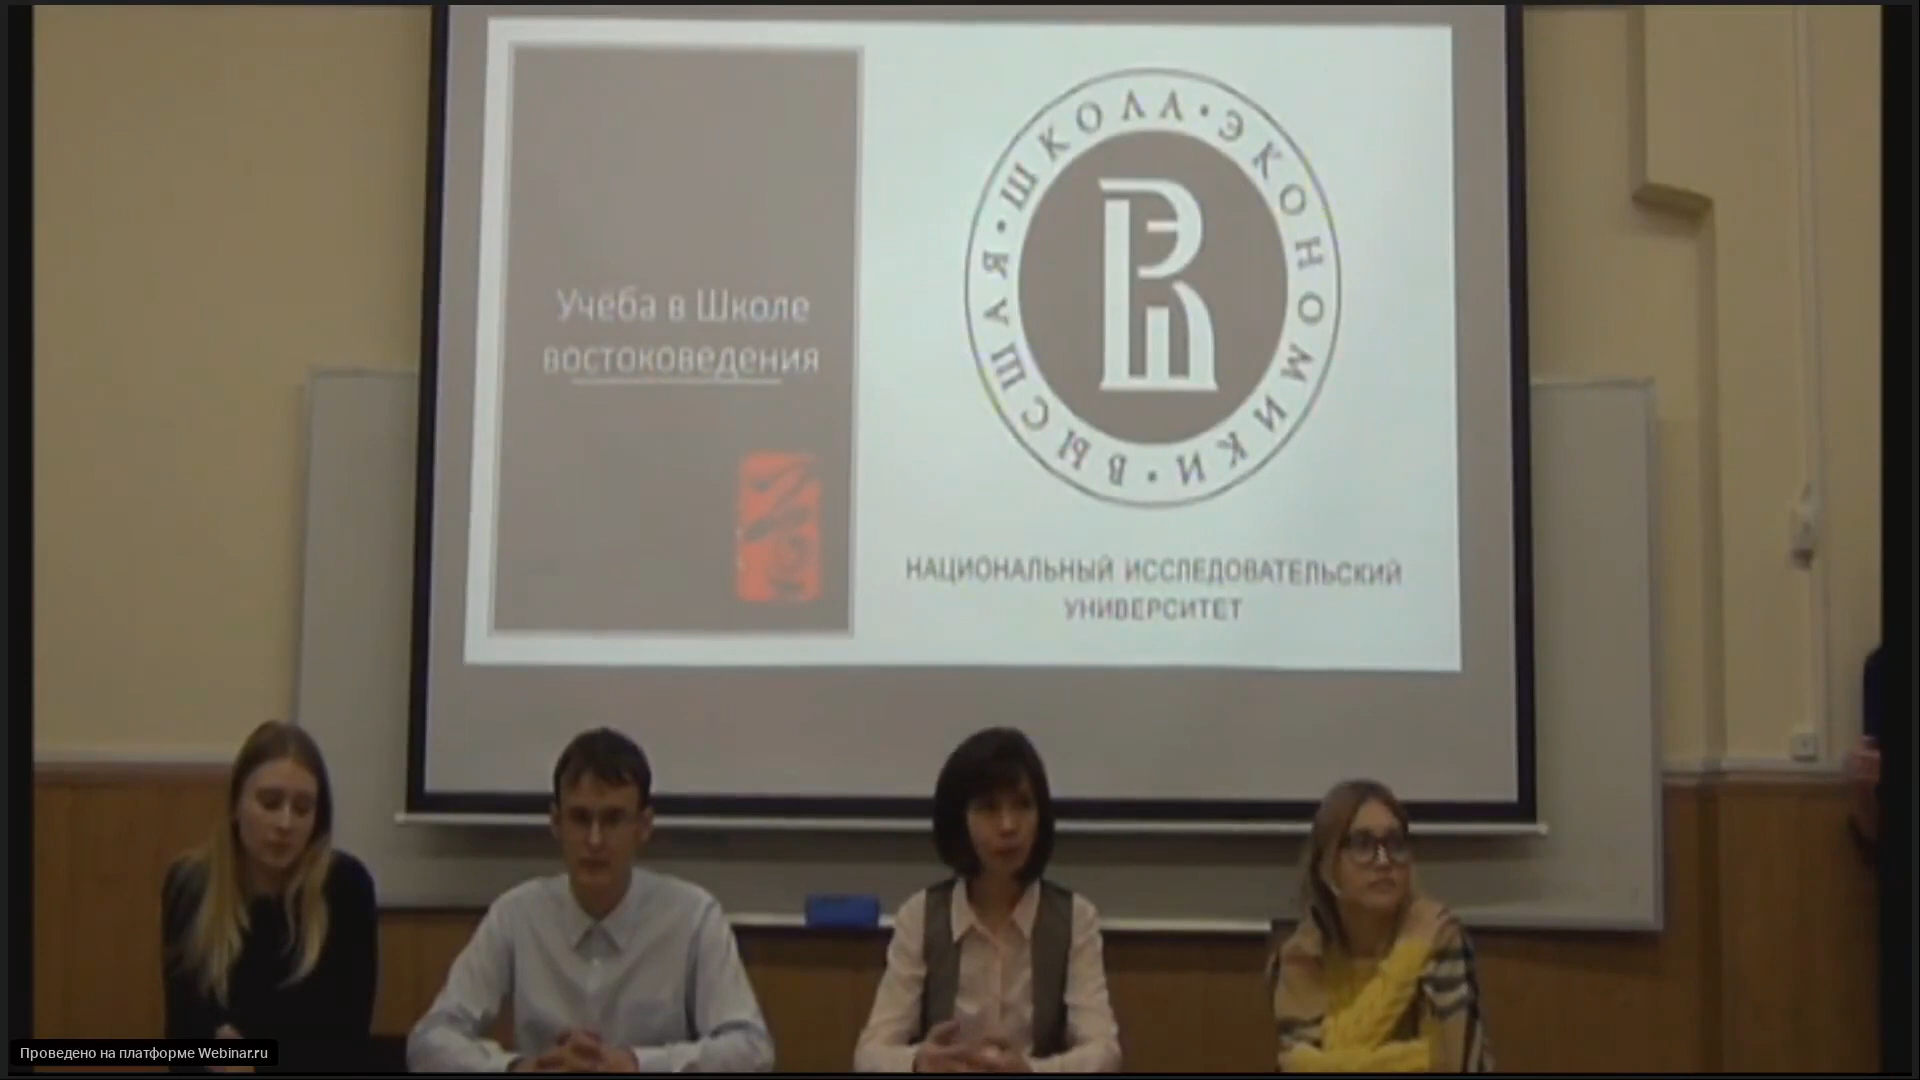 Учёба в Школе
востоковедения
ВЫСШАЯ • ШКОЛА • ЭКОНОМИКИ •
НАЦИОНАЛЬНЫЙ ИССЛЕДОВАТЕЛЬСКИЙ
УНИВЕРСИТЕТ
Проведено на платформе Webinar.ru